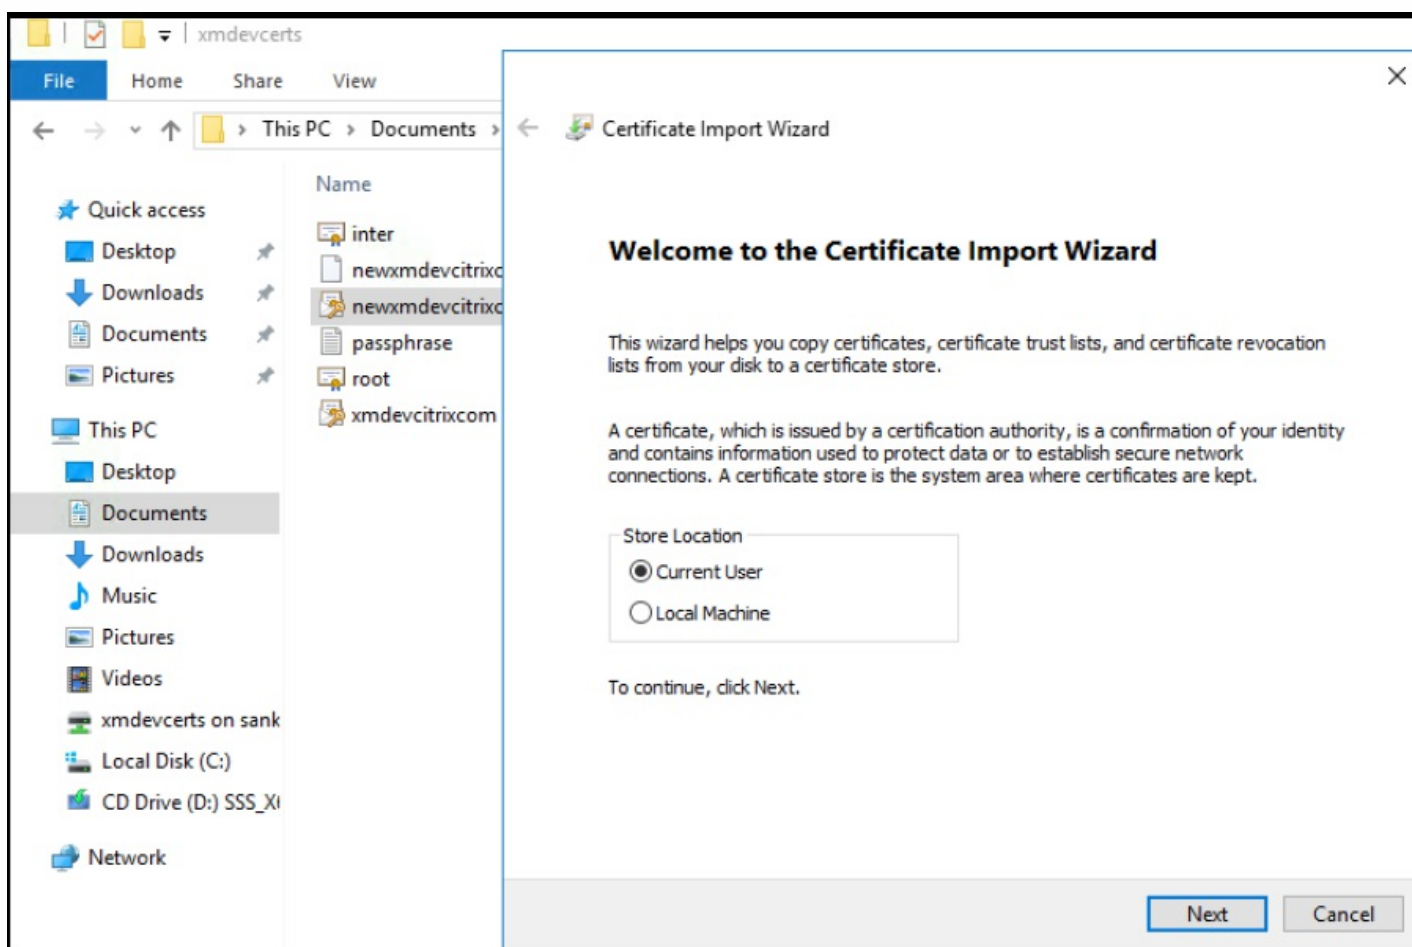 xmdevcerts
File Home Share View
This PC > Documents >
Certificate Import Wizard
Name
Quick access
Desktop
Downloads
Documents
Pictures
This PC
Desktop
Documents
Downloads
Music
Pictures
Videos
xmdevcerts on sank
Local Disk (C:)
CD Drive (D:) SSS_X
Network
inter
newxmdevcitrixc
newxmdevcitrixc
passphrase
root
xmdevcitrixcom
Welcome to the Certificate Import Wizard
This wizard helps you copy certificates, certificate trust lists, and certificate revocation
lists from your disk to a certificate store.
A certificate, which is issued by a certification authority, is a confirmation of your identity
and contains information used to protect data or to establish secure network
connections. A certificate store is the system area where certificates are kept.
Store Location
Current User
Local Machine
To continue, click Next.
Next Cancel